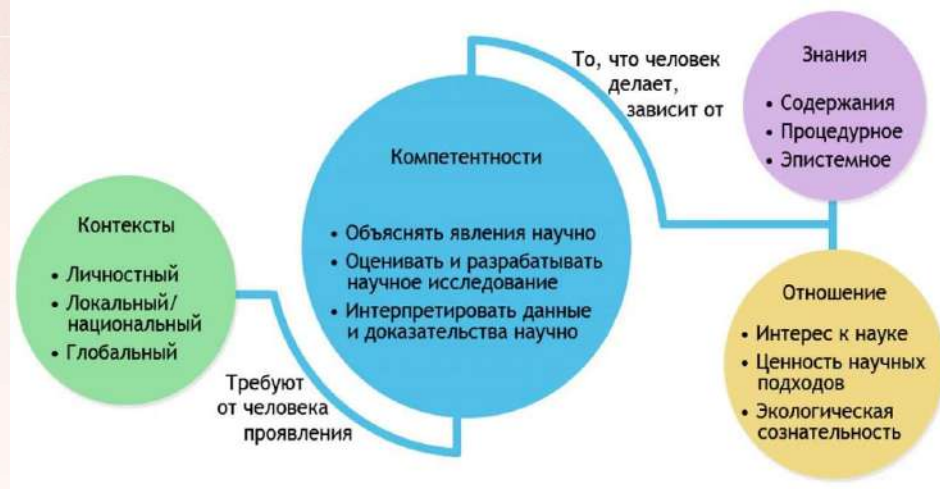 Контексты
• Личностный
• Локальный/
национальный
• Глобальный
Требуют
от человека
проявления
Компетентности
• Объяснять явления научно
• Оценивать и разрабатывать
научное исследование
• Интерпретировать данные
и доказательства научно
То, что человек
делает,
зависит от
Знания
• Содержания
• Процедурное
• Эпистемное
Отношение
• Интерес к науке
• Ценность научных
подходов
• Экологическая
сознательность